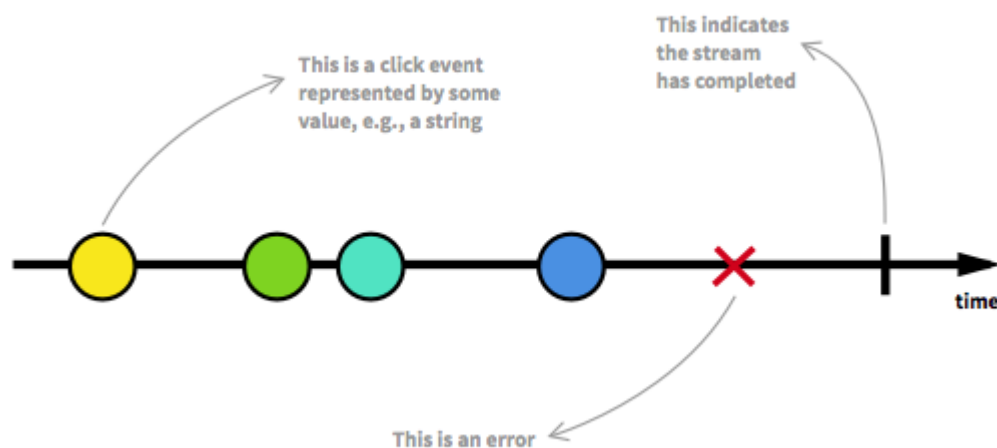 This is a click event
represented by some
value, e.g., a string
This indicates
the stream
has completed
time
This is an error